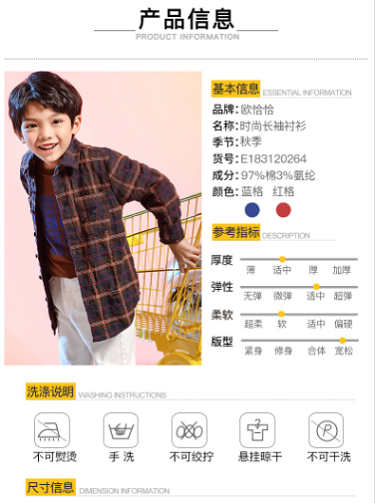 产品信息
PRODUCT INFORMATION
基本信息 ESSENTIAL INFORMATION
品牌：欧恰恰
名称：时尚长袖衬衫
季节：秋季
货号：E183120264
成分：97%棉3%氨纶
颜色：蓝格 红格
参考指标 DESCRIPTION
厚度
薄 适中 厚 加厚
弹性
无弹 微弹 适中 超弹
柔软
超柔 软 适中 偏硬
版型
紧身 修身 合体 宽松
洗涤说明 WASHING INSTRUCTIONS
P
不可熨烫 手 洗 不可绞拧 悬挂晾干 不可干洗
尺寸信息 DIMENSION INFORMATION